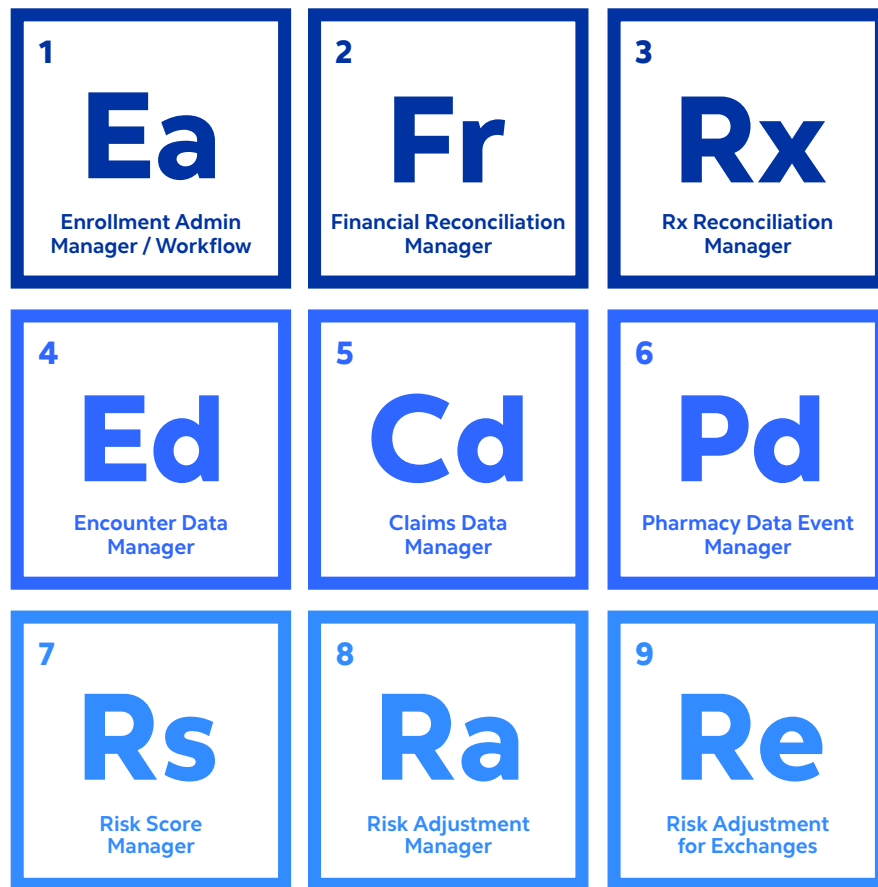 1
Ea
Enrollment Admin
Manager / Workflow
2
Fr
Financial Reconciliation
Manager
3
Rx
Rx Reconciliation
Manager
4
Ed
Encounter Data
Manager
5
Cd
Claims Data
Manager
6
Pd
Pharmacy Data Event
Manager
7
Rs
Risk Score
Manager
8
Ra
Risk Adjustment
Manager
9
Re
Risk Adjustment
for Exchanges